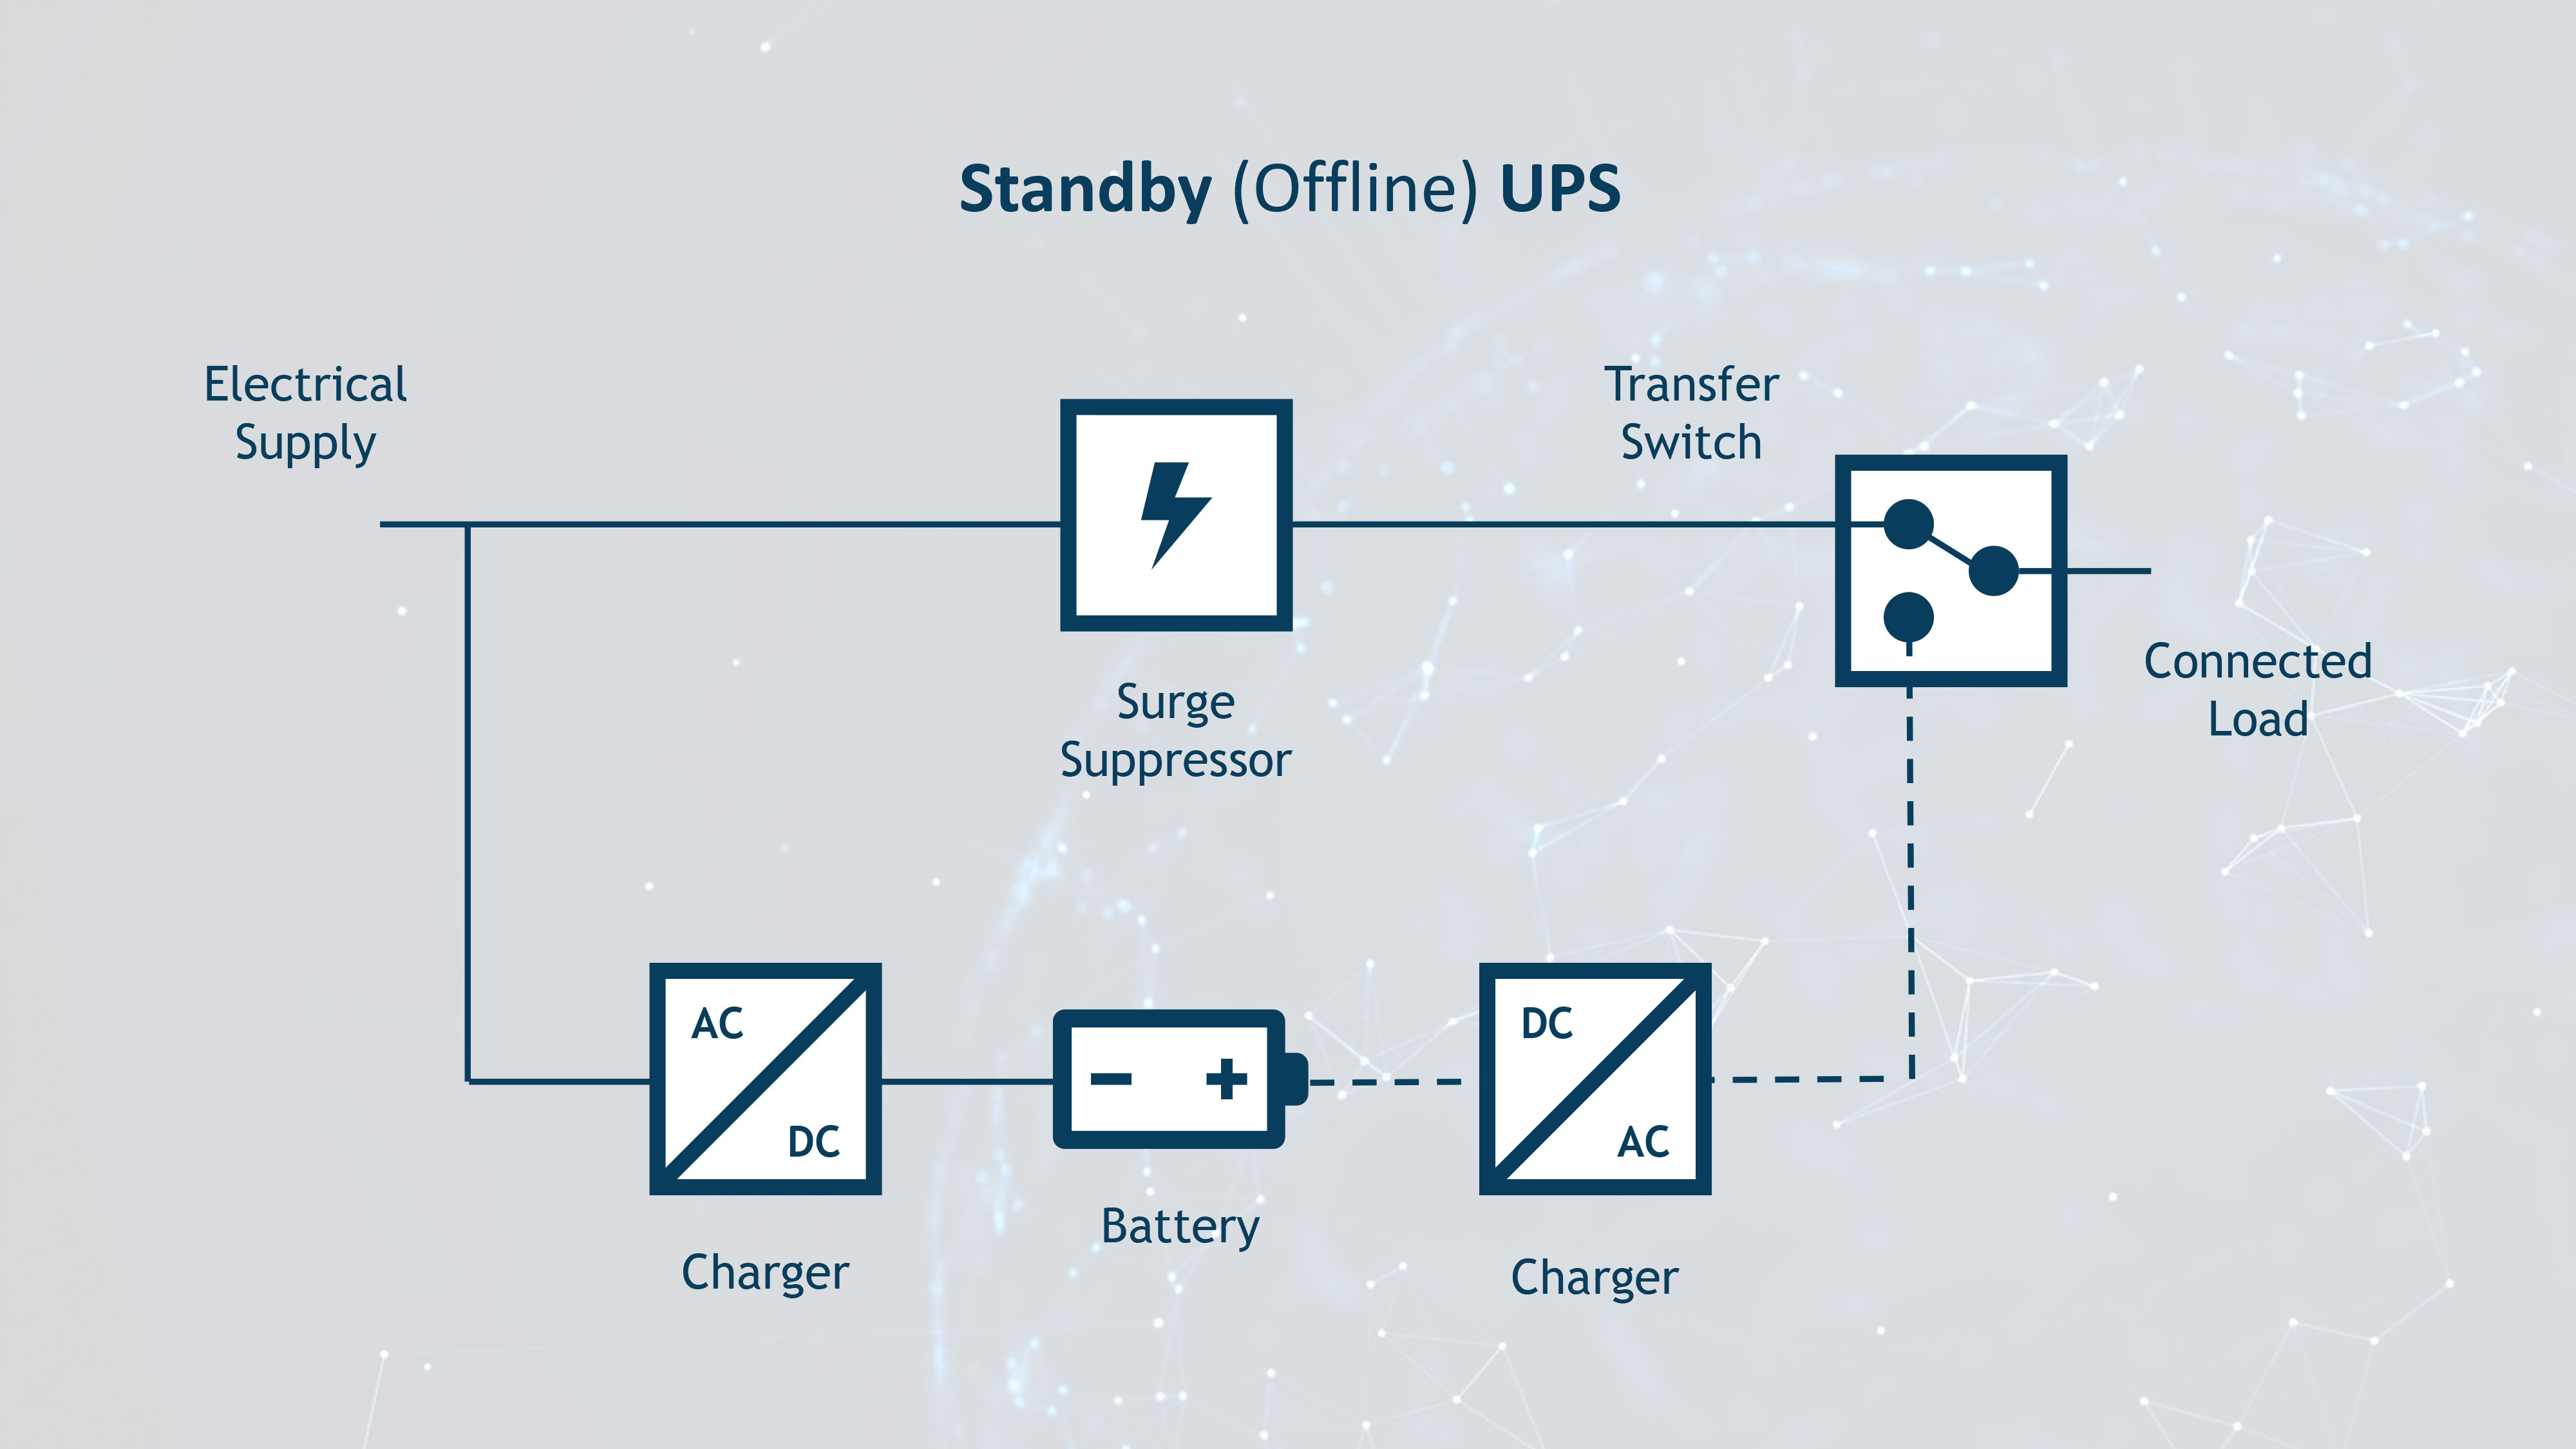 Standby (Offline) UPS
Electrical
Supply
Transfer
Switch
Surge
Suppressor
Connected
Load
AC
DC
Charger
− +
Battery
DC
AC
Charger